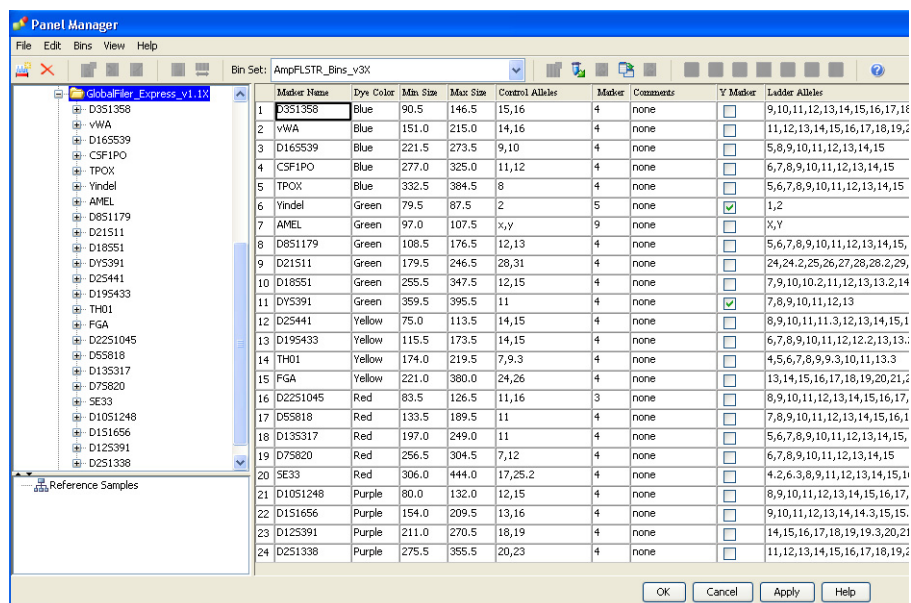 Panel Manager
File Edit Bins View Help
Bin Set: AmpFLSTR_Bins_v3X
GlobalFiler_Express_v1.1X
D3S1358
vWA
D16S539
CSF1PO
TPOX
Yindel
AMEL
D8S1179
D21S11
D18S51
DYS391
D2S441
D19S433
TH01
FGA
D22S1045
D5S818
D13S317
D7S820
SE33
D10S1248
D1S1656
D12S391
D2S1338
Reference Samples
Marker Name Dye Color Min Size Max Size Control Alleles Marker Comments Y Marker Ladder Alleles
1 D3S1358 Blue 90.5 146.5 15,16 4 none 9,10,11,12,13,14,15,16,17,18
2 vWA Blue 151.0 215.0 14,16 4 none 11,12,13,14,15,16,17,18,19,2
3 D16S539 Blue 221.5 273.5 9,10 4 none 5,8,9,10,11,12,13,14,15
4 CSF1PO Blue 277.0 325.0 11,12 4 none 6,7,8,9,10,11,12,13,14,15
5 TPOX Blue 332.5 384.5 8 4 none 5,6,7,8,9,10,11,12,13,14,15
6 Yindel Green 79.5 87.5 2 5 none 1,2
7 AMEL Green 97.0 107.5 x,y 9 none X,Y
8 D8S1179 Green 108.5 176.5 12,13 4 none 5,6,7,8,9,10,11,12,13,14,15,
9 D21S11 Green 179.5 246.5 28,31 4 none 24,24.2,25,26,27,28,28.2,29,
10 D18S51 Green 255.5 347.5 12,15 4 none 7,9,10,10.2,11,12,13,13.2,14
11 DYS391 Green 359.5 395.5 11 4 none 7,8,9,10,11,12,13
12 D2S441 Yellow 75.0 113.5 14,15 4 none 8,9,10,11,11.3,12,13,14,15,1
13 D19S433 Yellow 115.5 173.5 14,15 4 none 6,7,8,9,10,11,12,12.2,13,13.
14 TH01 Yellow 174.0 219.5 7,9.3 4 none 4,5,6,7,8,9,9.3,10,11,13.3
15 FGA Yellow 221.0 380.0 24,26 4 none 13,14,15,16,17,18,19,20,21,2
16 D22S1045 Red 83.5 126.5 11,16 3 none 8,9,10,11,12,13,14,15,16,17,
17 D5S818 Red 133.5 189.5 11 4 none 7,8,9,10,11,12,13,14,15,16,1
18 D13S317 Red 197.0 249.0 11 4 none 5,6,7,8,9,10,11,12,13,14,15,
19 D7S820 Red 256.5 304.5 7,12 4 none 6,7,8,9,10,11,12,13,14,15
20 SE33 Red 306.0 444.0 17,25.2 4 none 4.2,6.3,8,9,11,12,13,14,15,16
21 D10S1248 Purple 80.0 132.0 12,15 4 none 8,9,10,11,12,13,14,15,16,17,
22 D1S1656 Purple 154.0 209.5 13,16 4 none 9,10,11,12,13,14,14.3,15,15.
23 D12S391 Purple 211.0 270.5 18,19 4 none 14,15,16,17,18,19,19.3,20,21
24 D2S1338 Purple 275.5 355.5 20,23 4 none 11,12,13,14,15,16,17,18,19,2
OK Cancel Apply Help